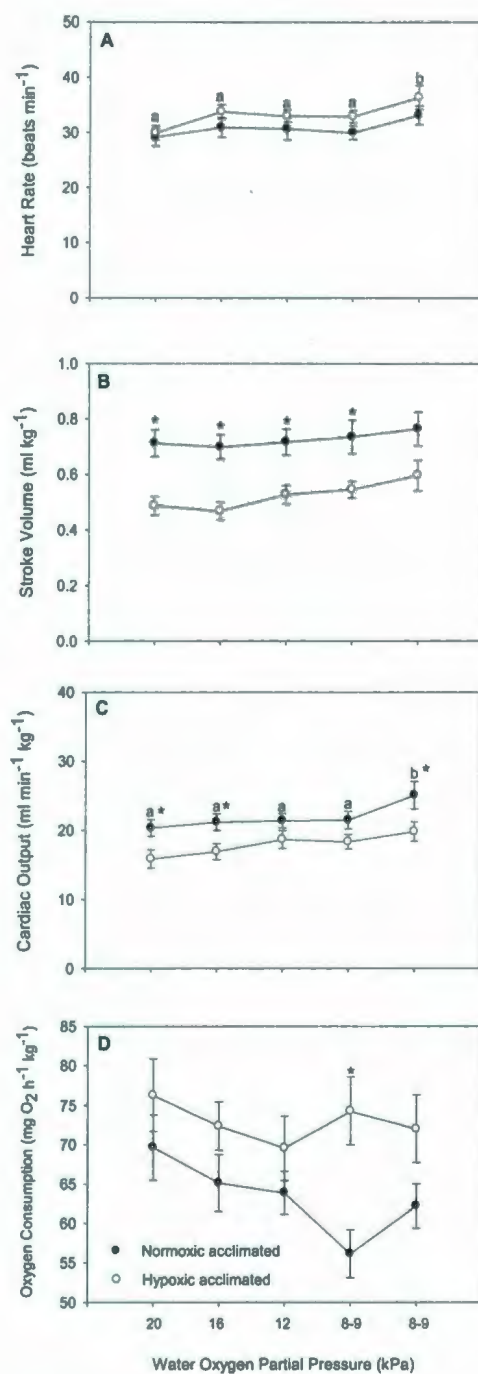 A
50
40
30
20
10
0
Heart Rate (beats min⁻¹)
a a a a b
B
1.0
0.8
0.6
0.4
0.2
0.0
Stroke Volume (ml kg⁻¹)
* * * *
C
40
30
20
10
0
Cardiac Output (ml min⁻¹ kg⁻¹)
a* a* a a b*
D
85
80
75
70
65
60
55
50
Oxygen Consumption (mg O₂ h⁻¹ kg⁻¹)
*
Normoxic acclimated
Hypoxic acclimated
20 16 12 8-9 8-9
Water Oxygen Partial Pressure (kPa)